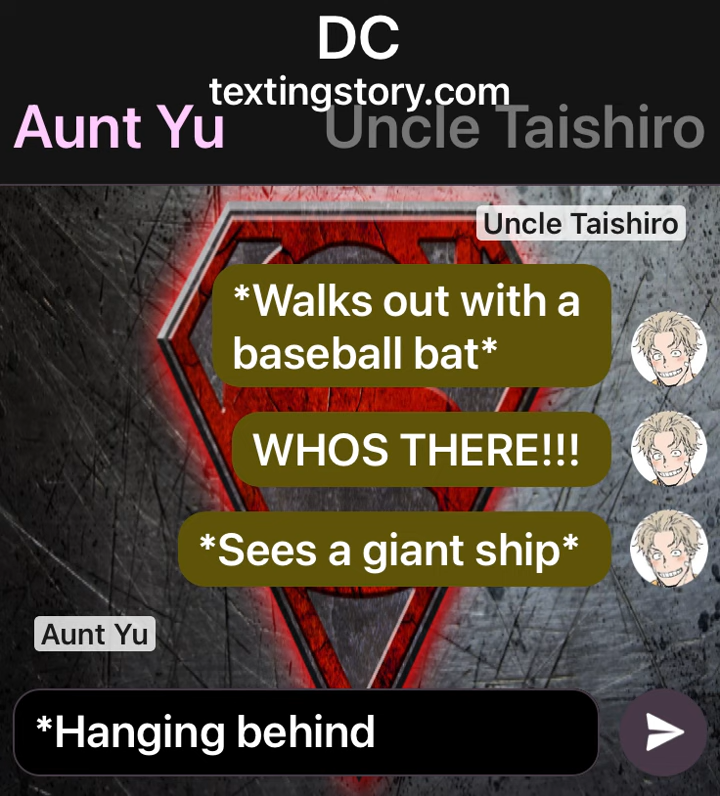 DC
textingstory.com
Aunt Yu
Uncle Taishiro
Uncle Taishiro
*Walks out with a
baseball bat*
WHOS THERE!!!
*Sees a giant ship*
Aunt Yu
*Hanging behind